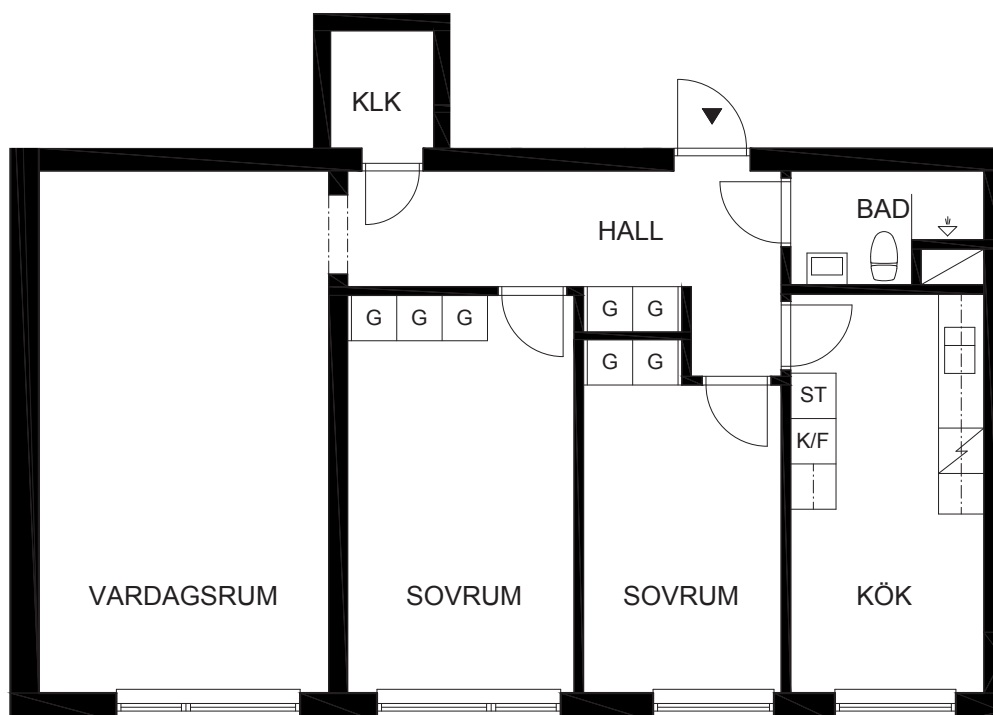 KLK
BAD
HALL
G G G
G G
G G
ST
K/F
VARDAGSRUM
SOVRUM
SOVRUM
KÖK